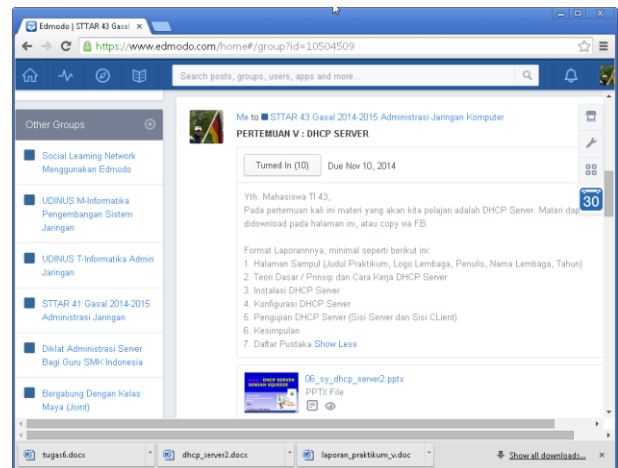 Edmodo | STTAR 43 Gasal
https://www.edmodo.com/home#/group?id=10504509
Search posts, groups, users, apps and more...
Other Groups
Social Learning Network
Menggunakan Edmodo
UDINUS M-Informatika
Pengembangan Sistem
Jaringan
UDINUS T-Informatika Admin
Jaringan
STTAR 41 Gasal 2014-2015
Administrasi Jaringan
Diklat Administrasi Server
Bagi Guru SMK Indonesia
Bergabung Dengan Kelas
Maya (Joint)
Me to STTAR 43 Gasal 2014-2015 Administrasi Jaringan Komputer
PERTEMUAN V : DHCP SERVER
Turned In (10) Due Nov 10, 2014
Yth. Mahasiswa TI 43,
Pada pertemuan kali ini materi yang akan kita pelajari adalah DHCP Server. Materi dap
didownload pada halaman ini, atau copy via FB.
Format Laporannnya, minimal seperti berikut ini:
1. Halaman Sampul (Judul Praktikum, Logo Lembaga, Penulis, Nama Lembaga, Tahun)
2. Teori Dasar / Prinsip dan Cara Kerja DHCP Server
3. Instalasi DHCP Server
4. Konfigurasi DHCP Server
5. Pengujian DHCP Server (Sisi Server dan Sisi CLient)
6. Kesimpulan
7. Daftar Pustaka Show Less
DHCP SERVER
DEBIAN SQUEEZE
06_sy_dhcp_server2.pptx
PPTX File
30
tugas6.docx
dhcp_server2.docx
laporan_praktikum_v.doc
Show all downloads...